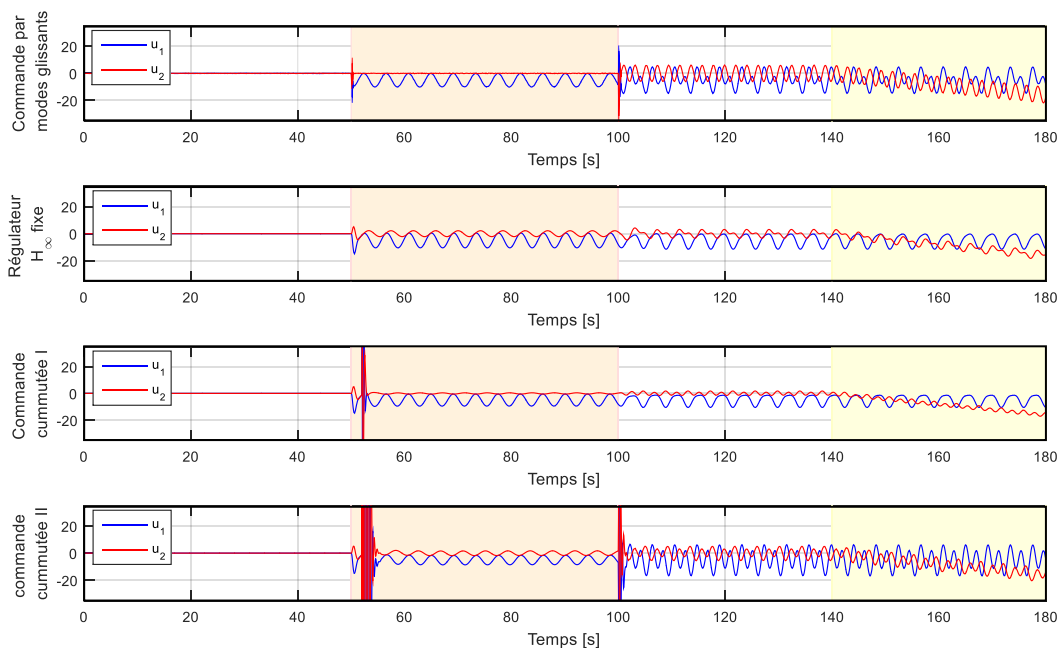 Commande par
modes glissants
20
0
-20
u1
u2
0 20 40 60 80 100 120 140 160 180
Temps [s]
Régulateur
H∞ fixe
20
0
-20
u1
u2
0 20 40 60 80 100 120 140 160 180
Temps [s]
Commande
cummutée I
20
0
-20
u1
u2
0 20 40 60 80 100 120 140 160 180
Temps [s]
commande
cummutée II
20
0
-20
u1
u2
0 20 40 60 80 100 120 140 160 180
Temps [s]